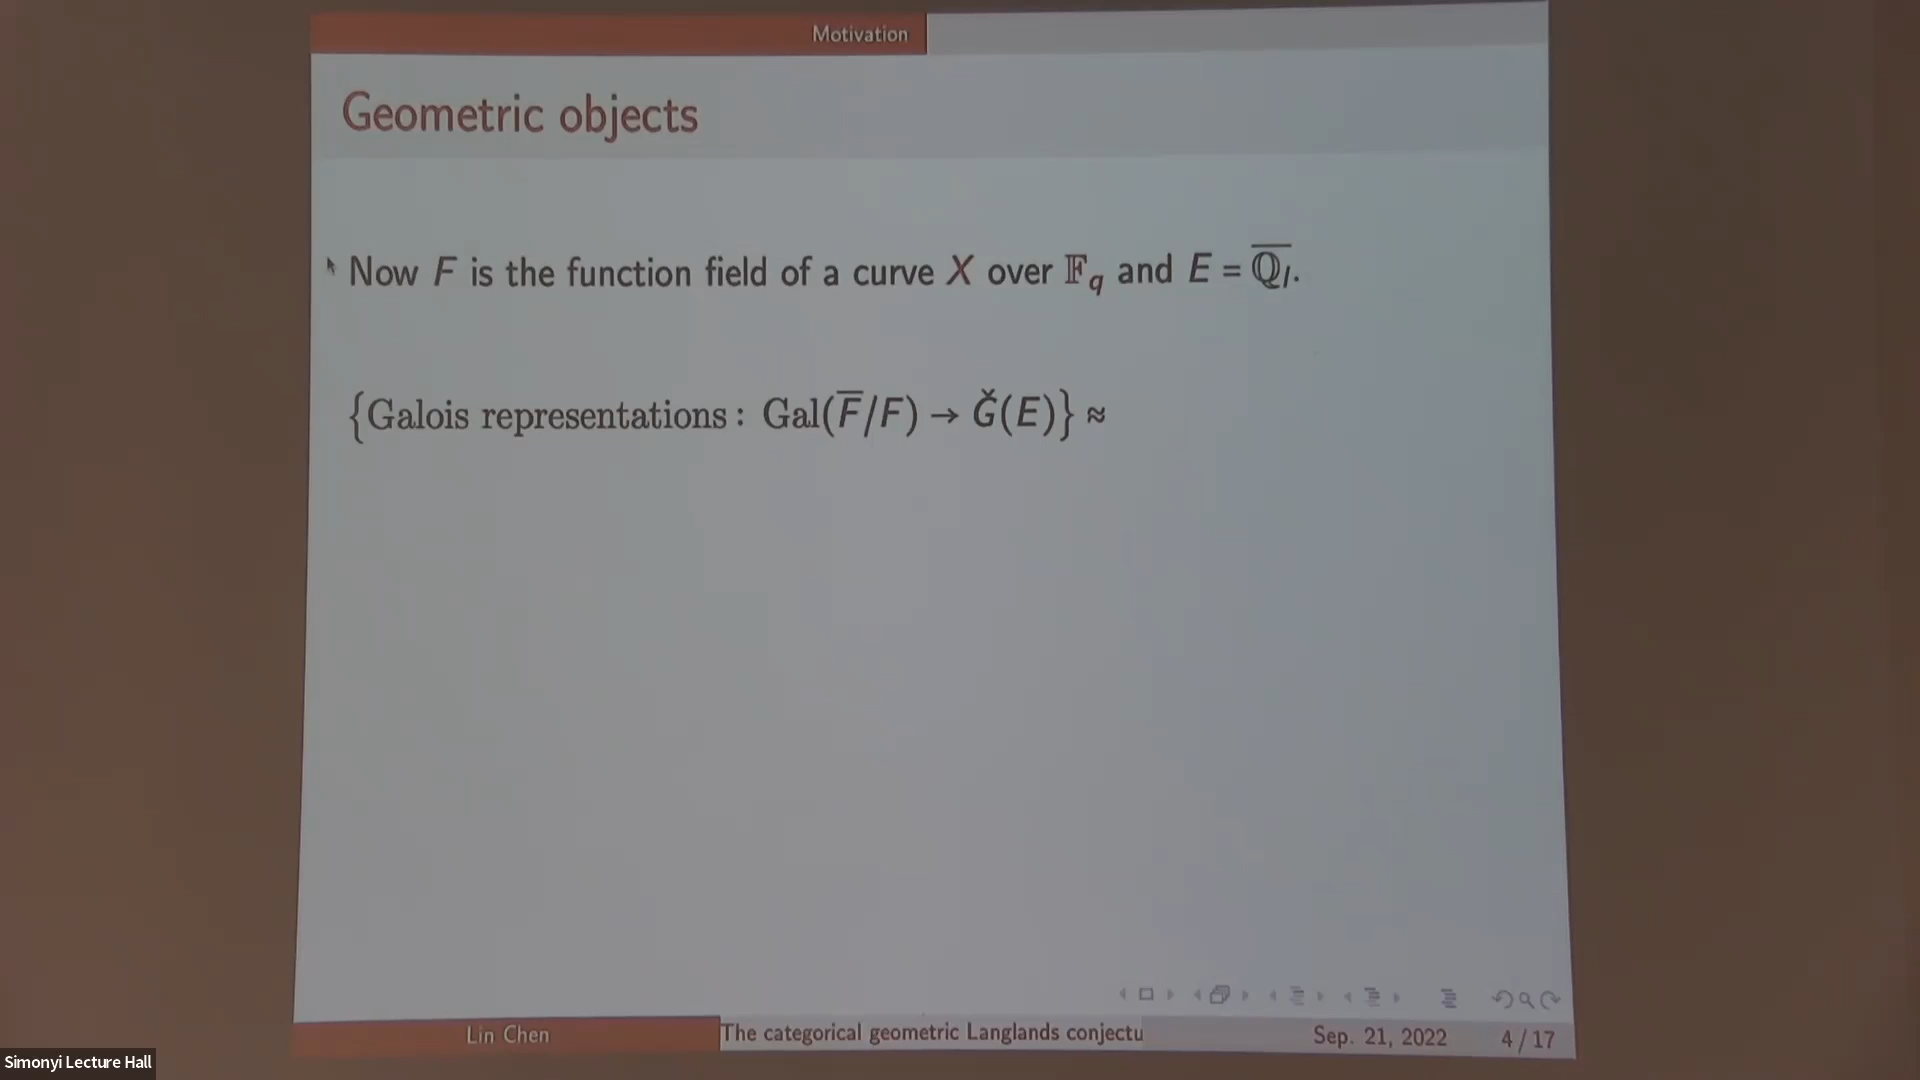 Motivation
Geometric objects
Now F is the function field of a curve X over 𝔽_q and E = \overline{ℚ_l}.
{Galois representations : Gal(\overline{F}/F) → Ǧ(E)} ≈
Lin Chen
The categorical geometric Langlands conjectu
Sep. 21, 2022
4 / 17
Simonyi Lecture Hall